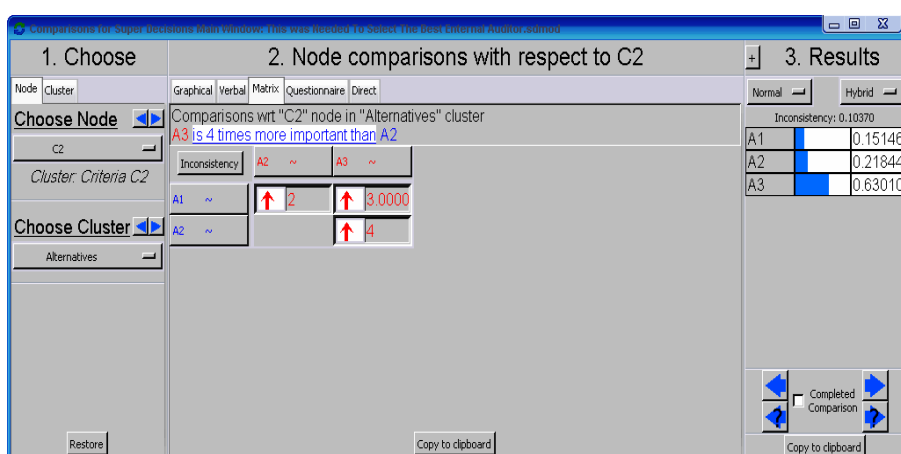 Comparisons for Super Decisions Main Window: This was Needed To Select The Best Enternal Auditor.sdmod
1. Choose
2. Node comparisons with respect to C2
+ 3. Results
Node Cluster
Graphical Verbal Matrix Questionnaire Direct
Normal Hybrid
Choose Node
C2
Cluster: Criteria C2
Choose Cluster
Alternatives
Restore
Comparisons wrt "C2" node in "Alternatives" cluster
A3 is 4 times more important than A2
Inconsistency A2 ~ A3 ~
A1 ~ 2 3.0000
A2 ~ 4
Copy to clipboard
Inconsistency: 0.10370
A1 0.15146
A2 0.21844
A3 0.63010
Completed
Comparison
Copy to clipboard